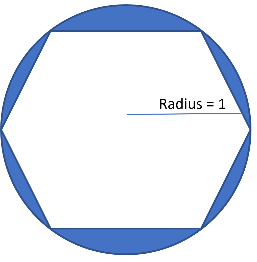 Radius = 1